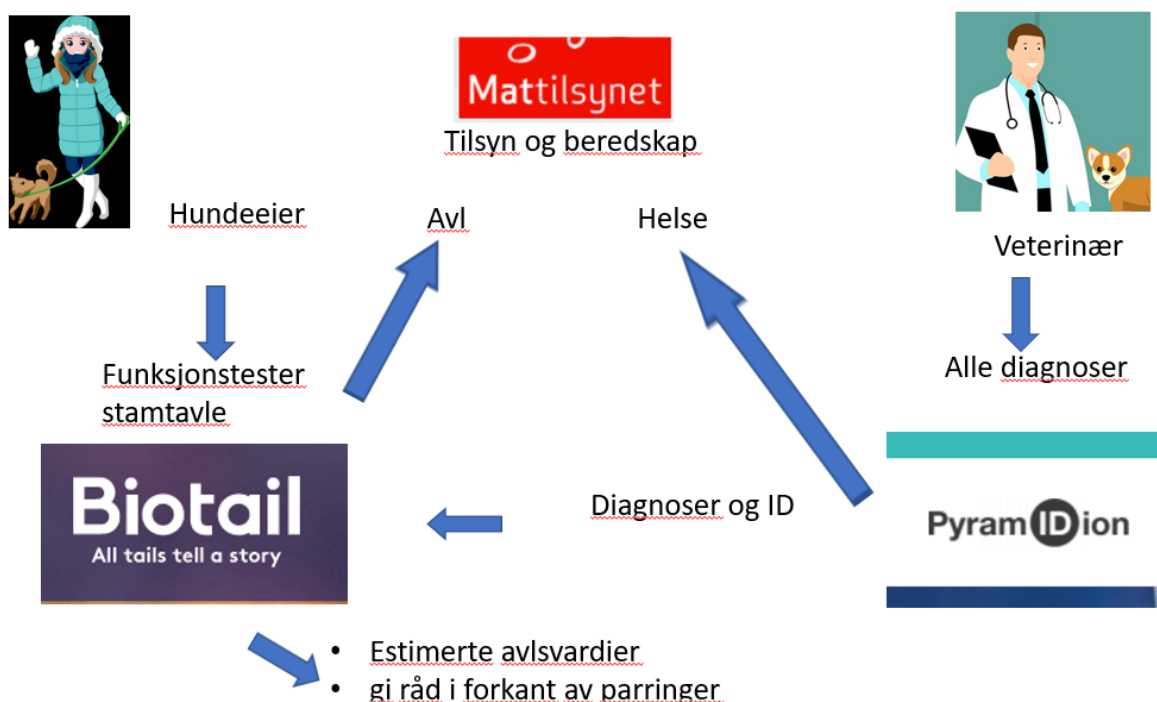 Mattilsynet
Tilsyn og beredskap
Hundeeier
Avl
Helse
Veterinær
Funksjonstester
stamtavle
Alle diagnoser
Biotail
All tails tell a story
Diagnoser og ID
PyramIDion
• Estimerte avlsvardier
• gi råd i forkant av parringer